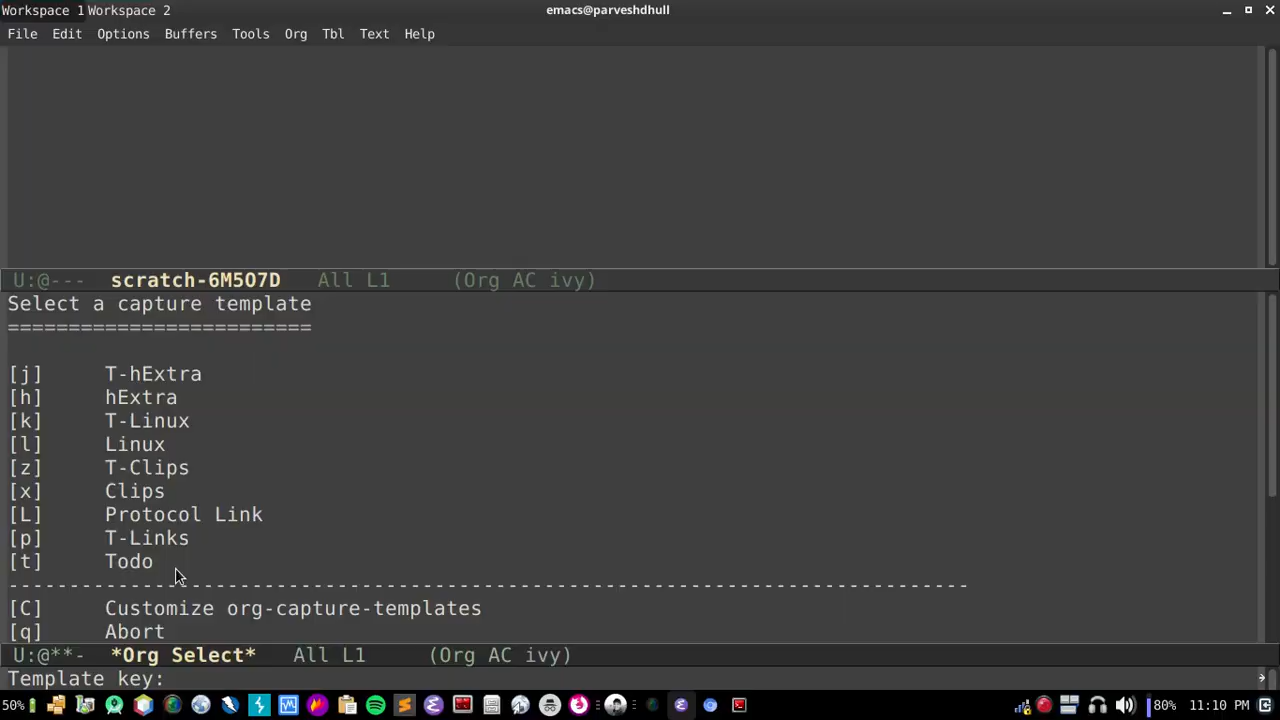 Workspace 1 Workspace 2 emacs@parveshdhull
File Edit Options Buffers Tools Org Tbl Text Help
U:@--- scratch-6M5O7D All L1 (Org AC ivy)
Select a capture template
=========================
[j] T-hExtra
[h] hExtra
[k] T-Linux
[l] Linux
[z] T-Clips
[x] Clips
[L] Protocol Link
[p] T-Links
[t] Todo
-------------------------------------------------------------------------------
[C] Customize org-capture-templates
[q] Abort
U:@**- *Org Select* All L1 (Org AC ivy)
Template key:
50% 80% 11:10 PM